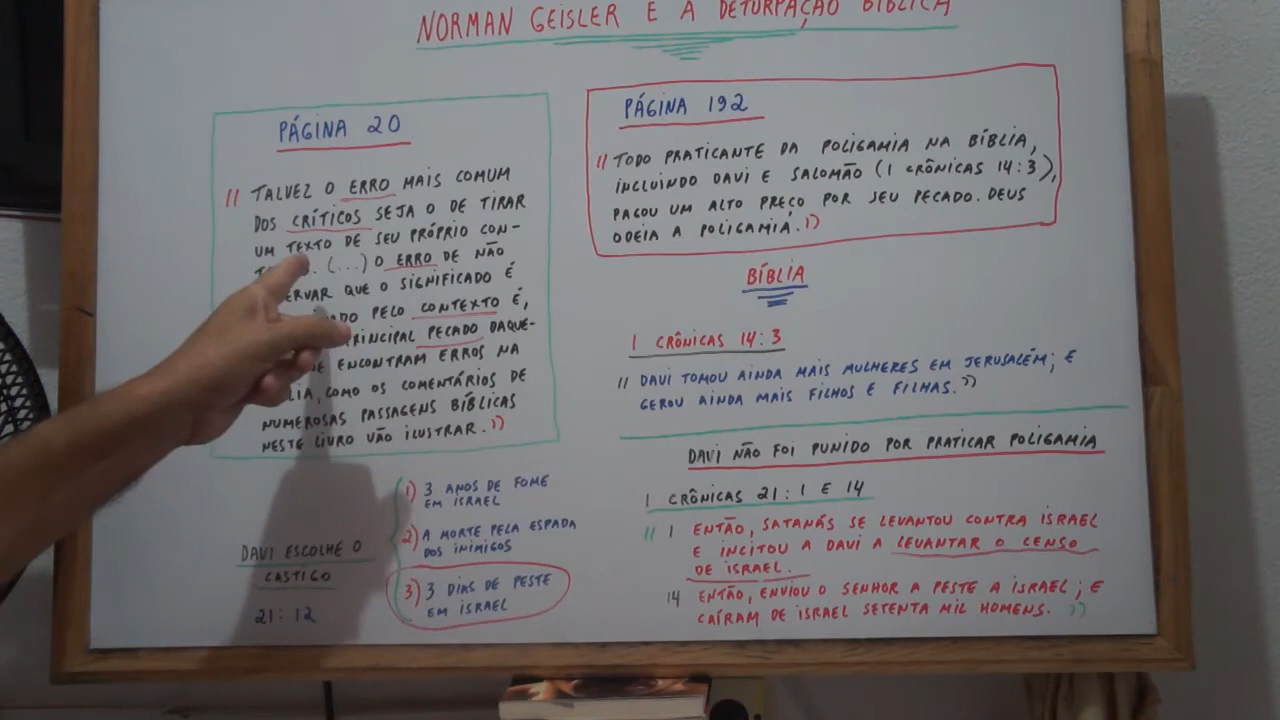 NORMAN GEISLER E A DETURPAÇÃO BÍBLICA
PÁGINA 20
"TALVEZ O ERRO MAIS COMUM
DOS CRÍTICOS SEJA O DE TIRAR
UM TEXTO DE SEU PRÓPRIO CON-
(...) O ERRO DE NÃO
QUE O SIGNIFICADO É
PELO CONTEXTO É,
PECADO DAQUE-
ENCONTRAM ERROS NA
COMO OS COMENTÁRIOS DE
NUMEROSAS PASSAGENS BÍBLICAS
NESTE LIVRO VÃO ILUSTRAR."
DAVI ESCOLHE O
CASTIGO
21:12
1) 3 ANOS DE FOME
EM ISRAEL
2) A MORTE PELA ESPADA
DOS INIMIGOS
3) 3 DIAS DE PESTE
EM ISRAEL
PÁGINA 192
"TODO PRATICANTE DA POLIGAMIA NA BÍBLIA,
INCLUINDO DAVI E SALOMÃO (1 CRÔNICAS 14:3),
PAGOU UM ALTO PREÇO POR SEU PECADO. DEUS
ODEIA A POLIGAMIA."
BÍBLIA
1 CRÔNICAS 14:3
"DAVI TOMOU AINDA MAIS MULHERES EM JERUSALÉM; E
GEROU AINDA MAIS FILHOS E FILHAS."
DAVI NÃO FOI PUNIDO POR PRATICAR POLIGAMIA
1 CRÔNICAS 21:1 E 14
"1 ENTÃO, SATANÁS SE LEVANTOU CONTRA ISRAEL
E INCITOU A DAVI A LEVANTAR O CENSO
DE ISRAEL.
14 ENTÃO, ENVIOU O SENHOR A PESTE A ISRAEL; E
CAÍRAM DE ISRAEL SETENTA MIL HOMENS."